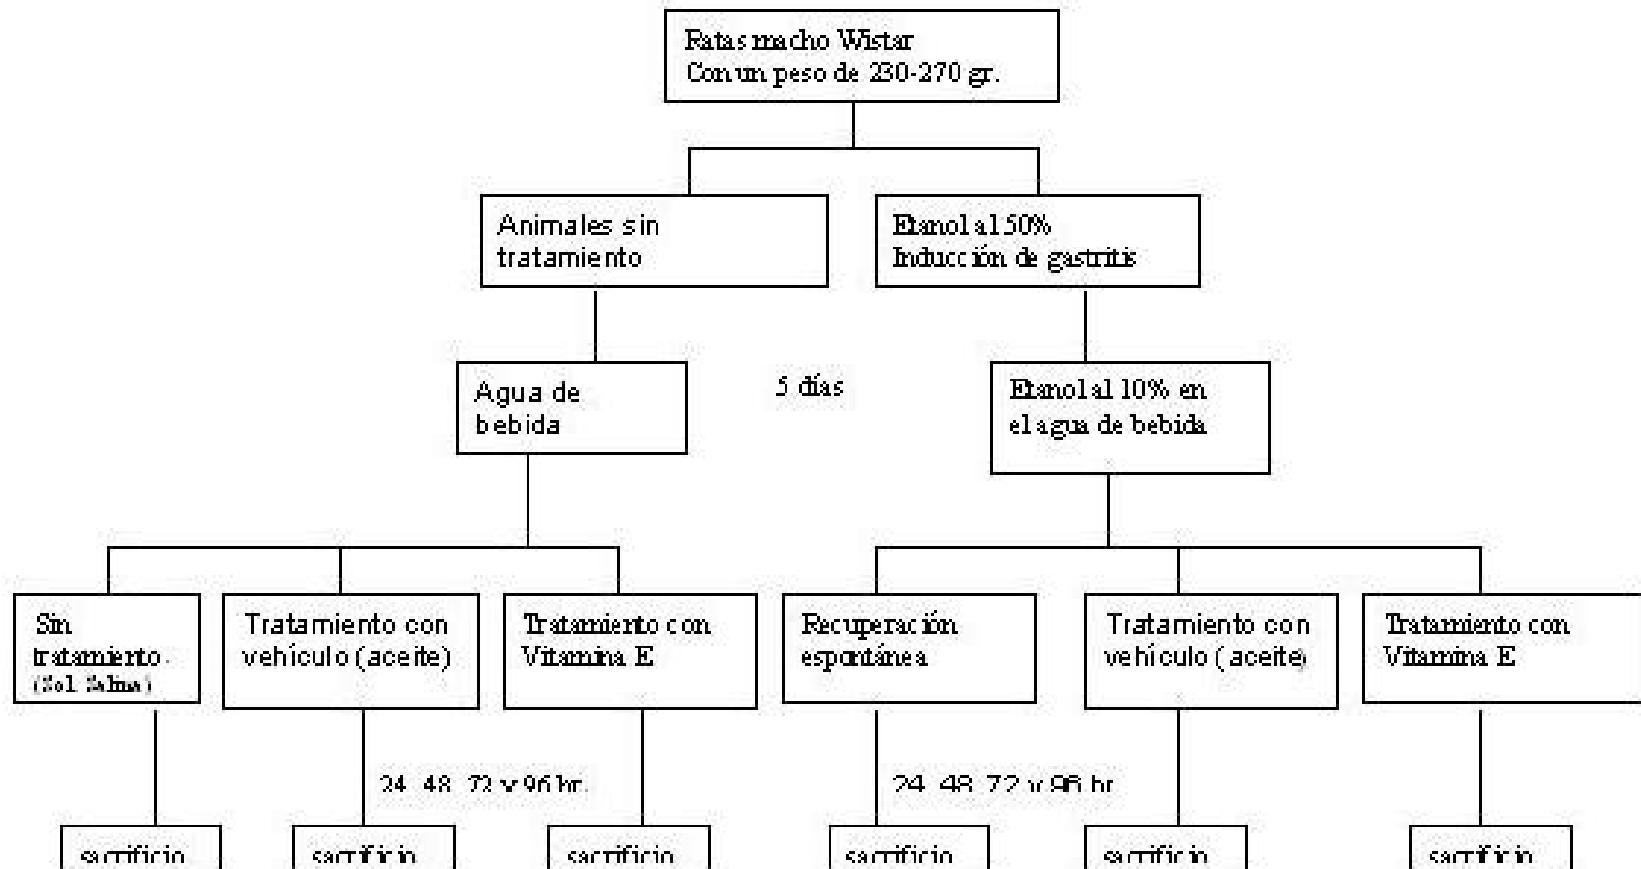 Ratas macho Wistar
Con un peso de 230-270 gr.
Animales sin
tratamiento
Etanol al 50%
Inducción de gastritis
Agua de
bebida
5 días
Etanol al 10% en
el agua de bebida
Sin
tratamiento.
(Sol. Salina)
Tratamiento con
vehículo (aceite)
Tratamiento con
Vitamina E
Recuperación
espontánea
Tratamiento con
vehículo (aceite)
Tratamiento con
Vitamina E
24 48 72 y 96 hr.
24 48 72 y 96 hr
sacrificio
sacrificio
sacrificio
sacrificio
sacrificio
sacrificio